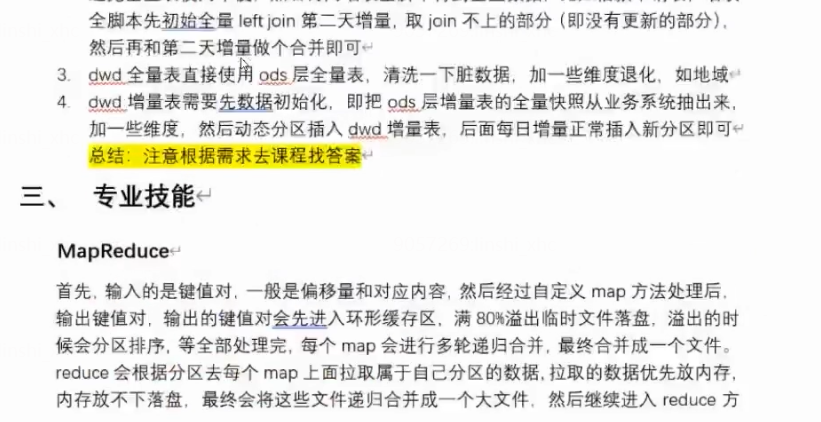 全脚本先初始全量 left join 第二天增量，取 join 不上的部分（即没有更新的部分），
然后再和第二天增量做个合并即可
3. dwd 全量表直接使用 ods 层全量表，清洗一下脏数据，加一些维度退化，如地域
4. dwd 增量表需要先数据初始化，即把 ods 层增量表的全量快照从业务系统抽出来，
加一些维度，然后动态分区插入 dwd 增量表，后面每日增量正常插入新分区即可
总结：注意根据需求去课程找答案
三、 专业技能
MapReduce
首先，输入的是键值对，一般是偏移量和对应内容，然后经过自定义 map 方法处理后，
输出键值对，输出的键值对会先进入环形缓存区，满 80%溢出临时文件落盘，溢出的时
候会分区排序，等全部处理完，每个 map 会进行多轮递归合并，最终合并成一个文件。
reduce 会根据分区去每个 map 上面拉取属于自己分区的数据，拉取的数据优先放内存，
内存放不下落盘，最终会将这些文件递归合并成一个大文件，然后继续进入 reduce 方